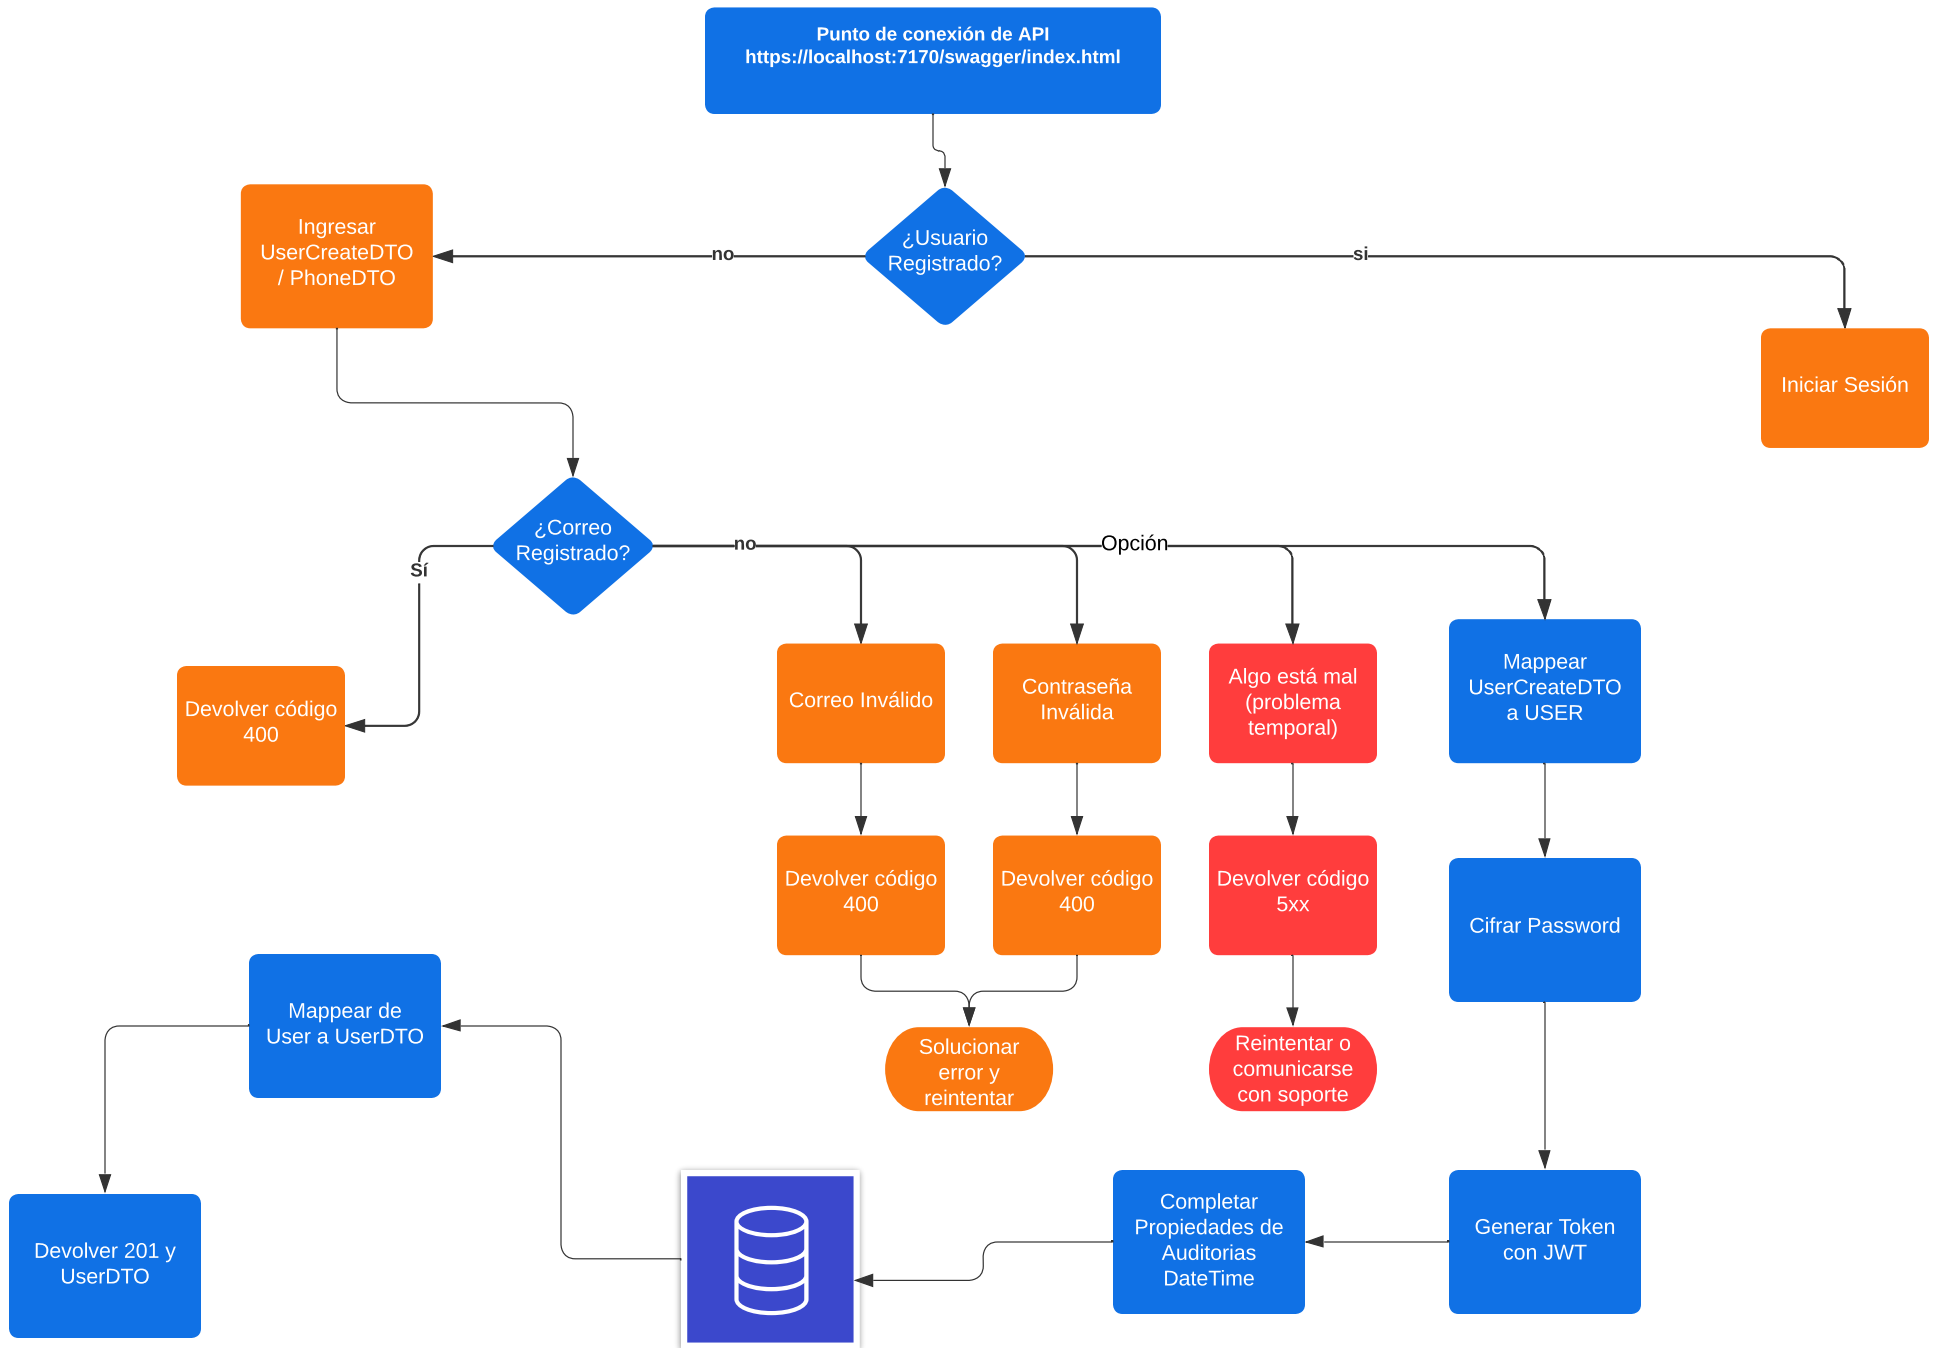 Punto de conexión de API
https://localhost:7170/swagger/index.html
Ingresar
UserCreateDTO
/ PhoneDTO
no
¿Usuario
Registrado?
si
Iniciar Sesión
¿Correo
Registrado?
Sí
no
Opción
Devolver código
400
Correo Inválido
Contraseña
Inválida
Algo está mal
(problema
temporal)
Mappear
UserCreateDTO
a USER
Devolver código
400
Devolver código
400
Devolver código
5xx
Cifrar Password
Mappear de
User a UserDTO
Solucionar
error y
reintentar
Reintentar o
comunicarse
con soporte
Devolver 201 y
UserDTO
Completar
Propiedades de
Auditorias
DateTime
Generar Token
con JWT